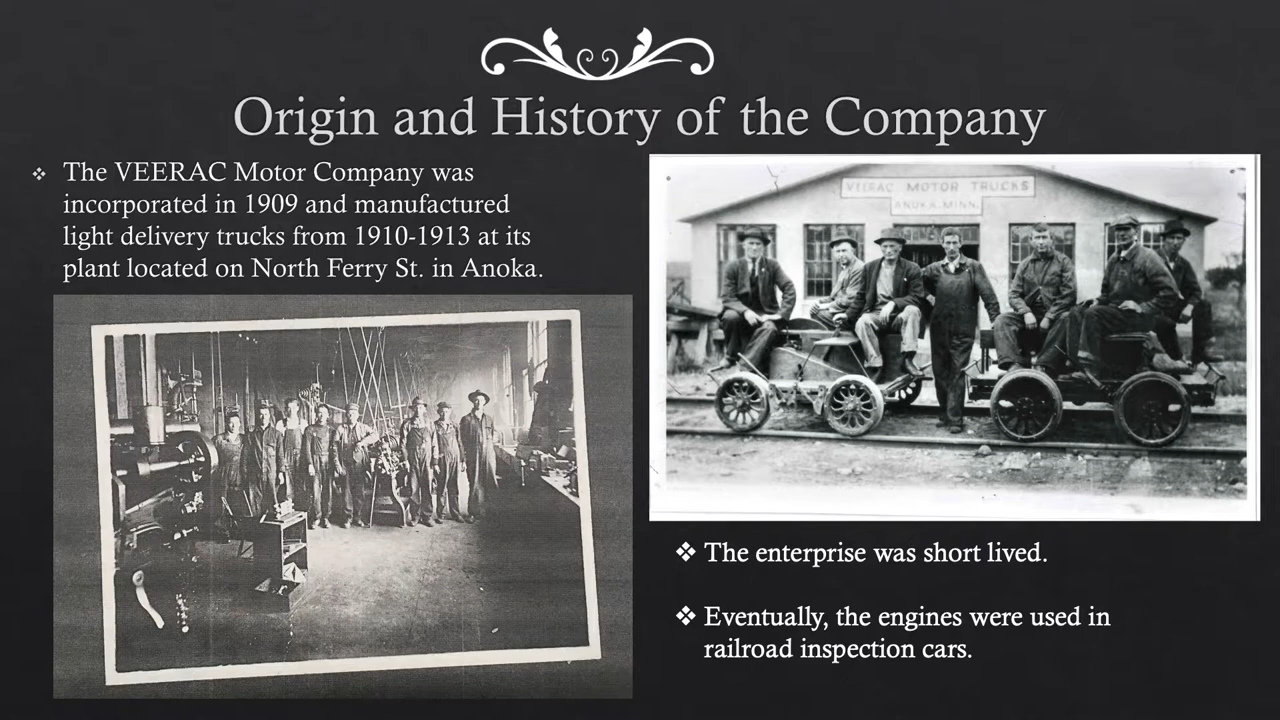 Origin and History of the Company
❖ The VEERAC Motor Company was
incorporated in 1909 and manufactured
light delivery trucks from 1910-1913 at its
plant located on North Ferry St. in Anoka.
VEERAC MOTOR TRUCKS
ANOKA, MINN.
❖ The enterprise was short lived.
❖ Eventually, the engines were used in
railroad inspection cars.